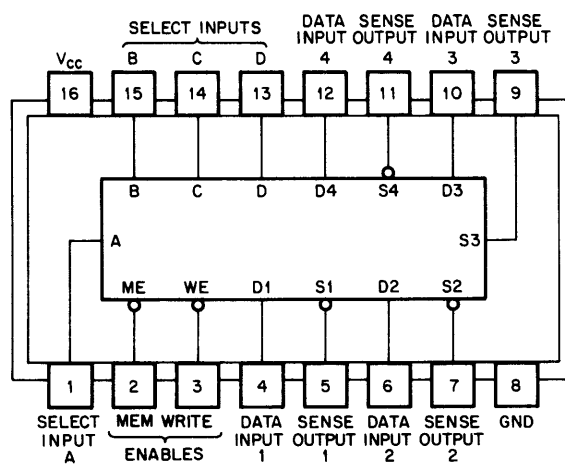 SELECT INPUTS
DATA INPUT 4
SENSE OUTPUT 4
DATA INPUT 3
SENSE OUTPUT 3
VCC
B C D
16 15 14 13 12 11 10 9
B C D D4 S4 D3
A S3
ME WE D1 S1 D2 S2
1 2 3 4 5 6 7 8
SELECT INPUT A
MEM WRITE
ENABLES
DATA INPUT 1
SENSE OUTPUT 1
DATA INPUT 2
SENSE OUTPUT 2
GND